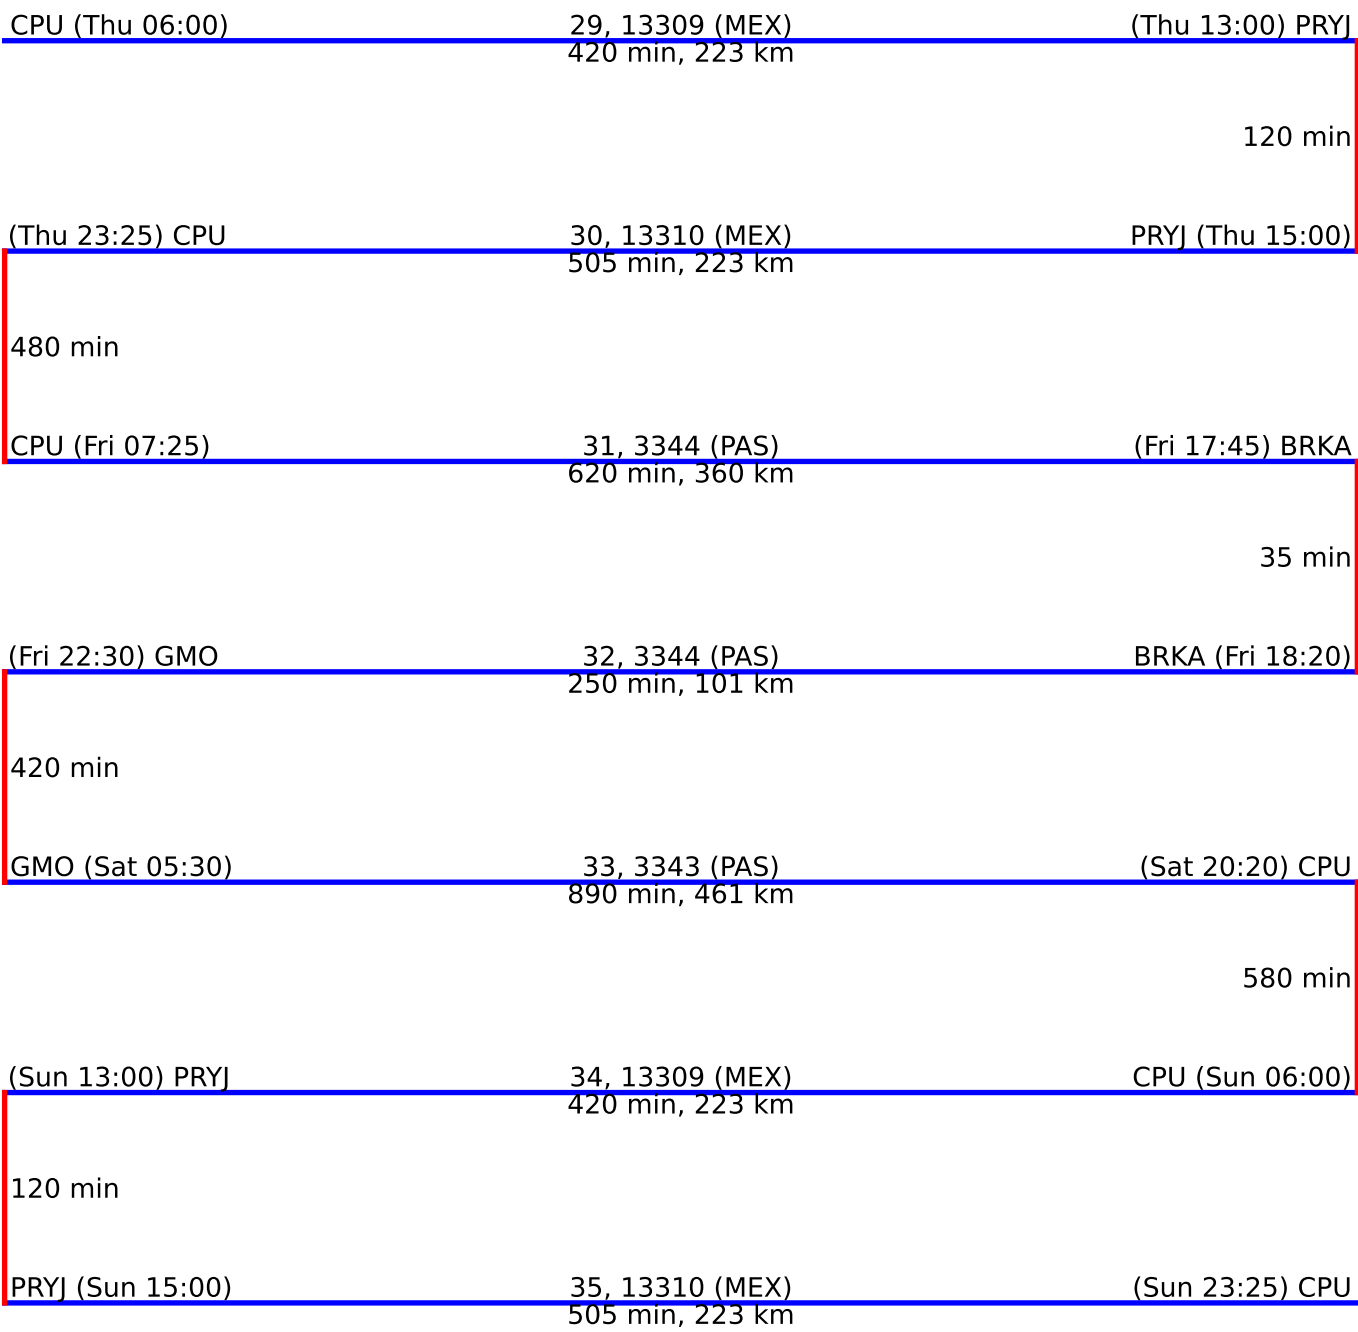 CPU (Thu 06:00) 29, 13309 (MEX) (Thu 13:00) PRYJ
420 min, 223 km
120 min
(Thu 23:25) CPU 30, 13310 (MEX) PRYJ (Thu 15:00)
505 min, 223 km
480 min
CPU (Fri 07:25) 31, 3344 (PAS) (Fri 17:45) BRKA
620 min, 360 km
35 min
(Fri 22:30) GMO 32, 3344 (PAS) BRKA (Fri 18:20)
250 min, 101 km
420 min
GMO (Sat 05:30) 33, 3343 (PAS) (Sat 20:20) CPU
890 min, 461 km
580 min
(Sun 13:00) PRYJ 34, 13309 (MEX) CPU (Sun 06:00)
420 min, 223 km
120 min
PRYJ (Sun 15:00) 35, 13310 (MEX) (Sun 23:25) CPU
505 min, 223 km